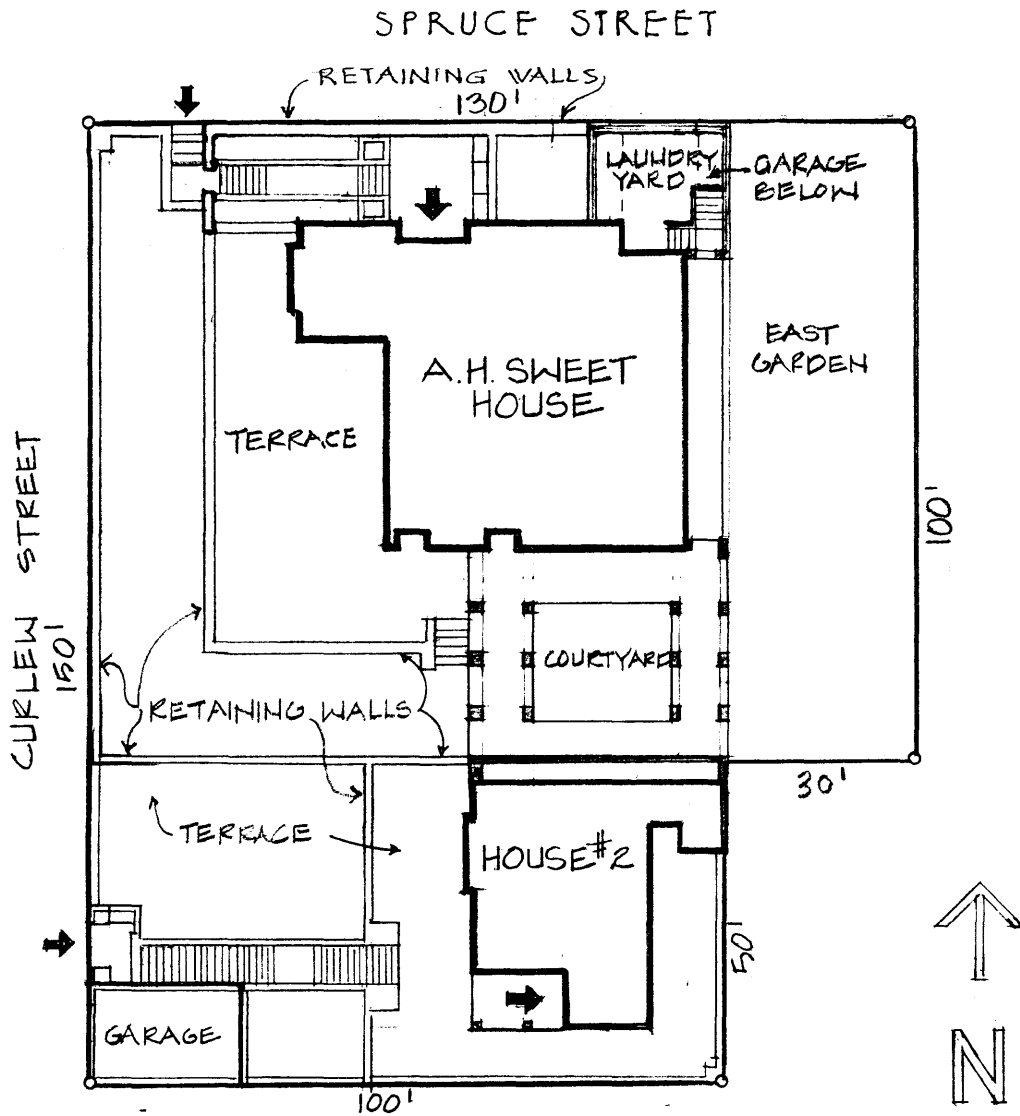 SPRUCE STREET
RETAINING WALLS
130'
LAUNDRY
YARD
GARAGE
BELOW
EAST
GARDEN
A.H. SWEET
HOUSE
TERRACE
CURLEW STREET
150'
100'
COURTYARD
RETAINING WALLS
30'
TERRACE
HOUSE #2
50'
GARAGE
100'
N